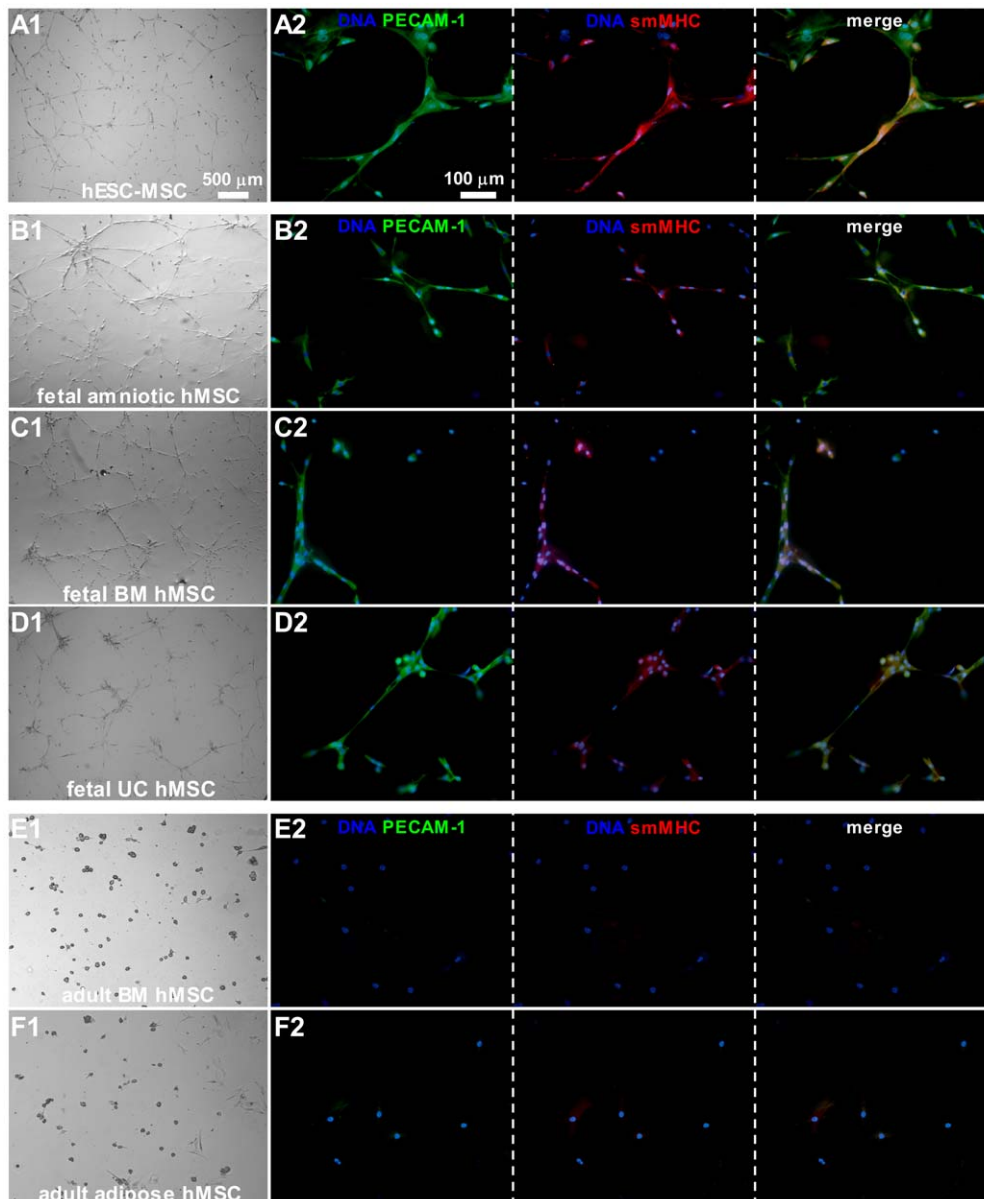 A1
hESC-MSC
500 μm
A2
DNA PECAM-1
DNA smMHC
merge
100 μm
B1
fetal amniotic hMSC
B2
DNA PECAM-1
DNA smMHC
merge
C1
fetal BM hMSC
C2
D1
fetal UC hMSC
D2
E1
adult BM hMSC
E2
DNA PECAM-1
DNA smMHC
merge
F1
adult adipose hMSC
F2